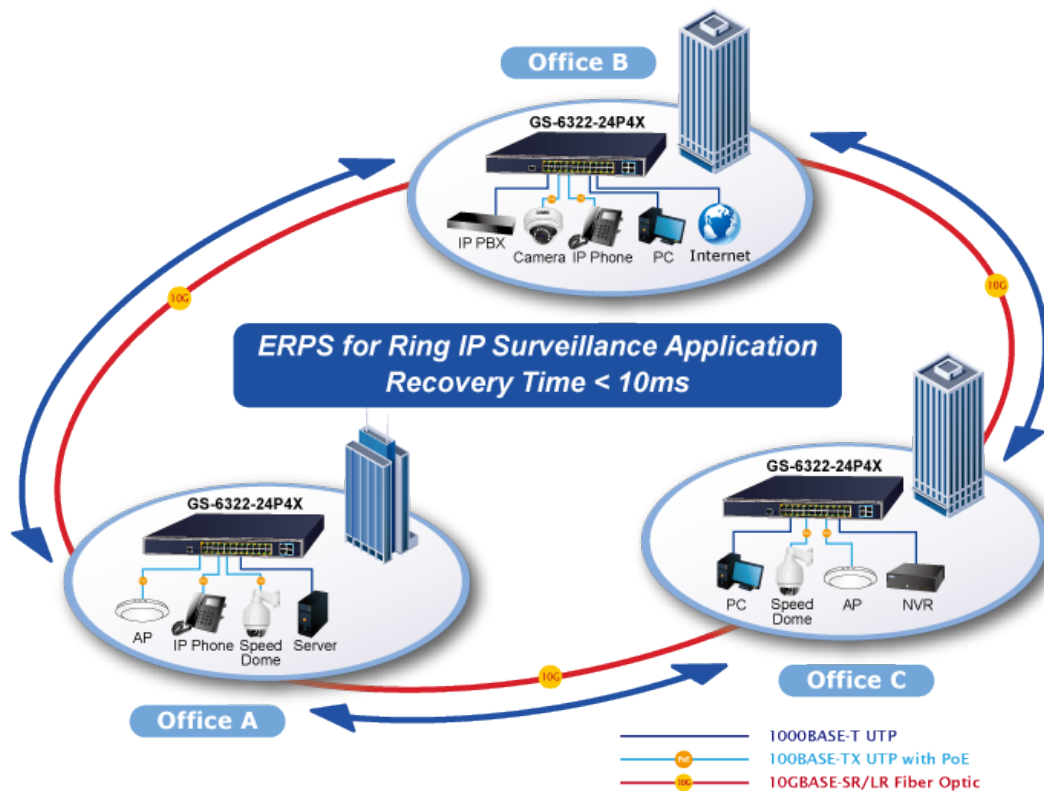 Office B
GS-6322-24P4X
IP PBX
Camera
IP Phone
PC
Internet
10G
10G
ERPS for Ring IP Surveillance Application
Recovery Time < 10ms
GS-6322-24P4X
AP
IP Phone
Speed
Dome
Server
Office A
GS-6322-24P4X
PC
Speed
Dome
AP
NVR
Office C
10G
1000BASE-T UTP
PoE
100BASE-TX UTP with PoE
10G
10GBASE-SR/LR Fiber Optic